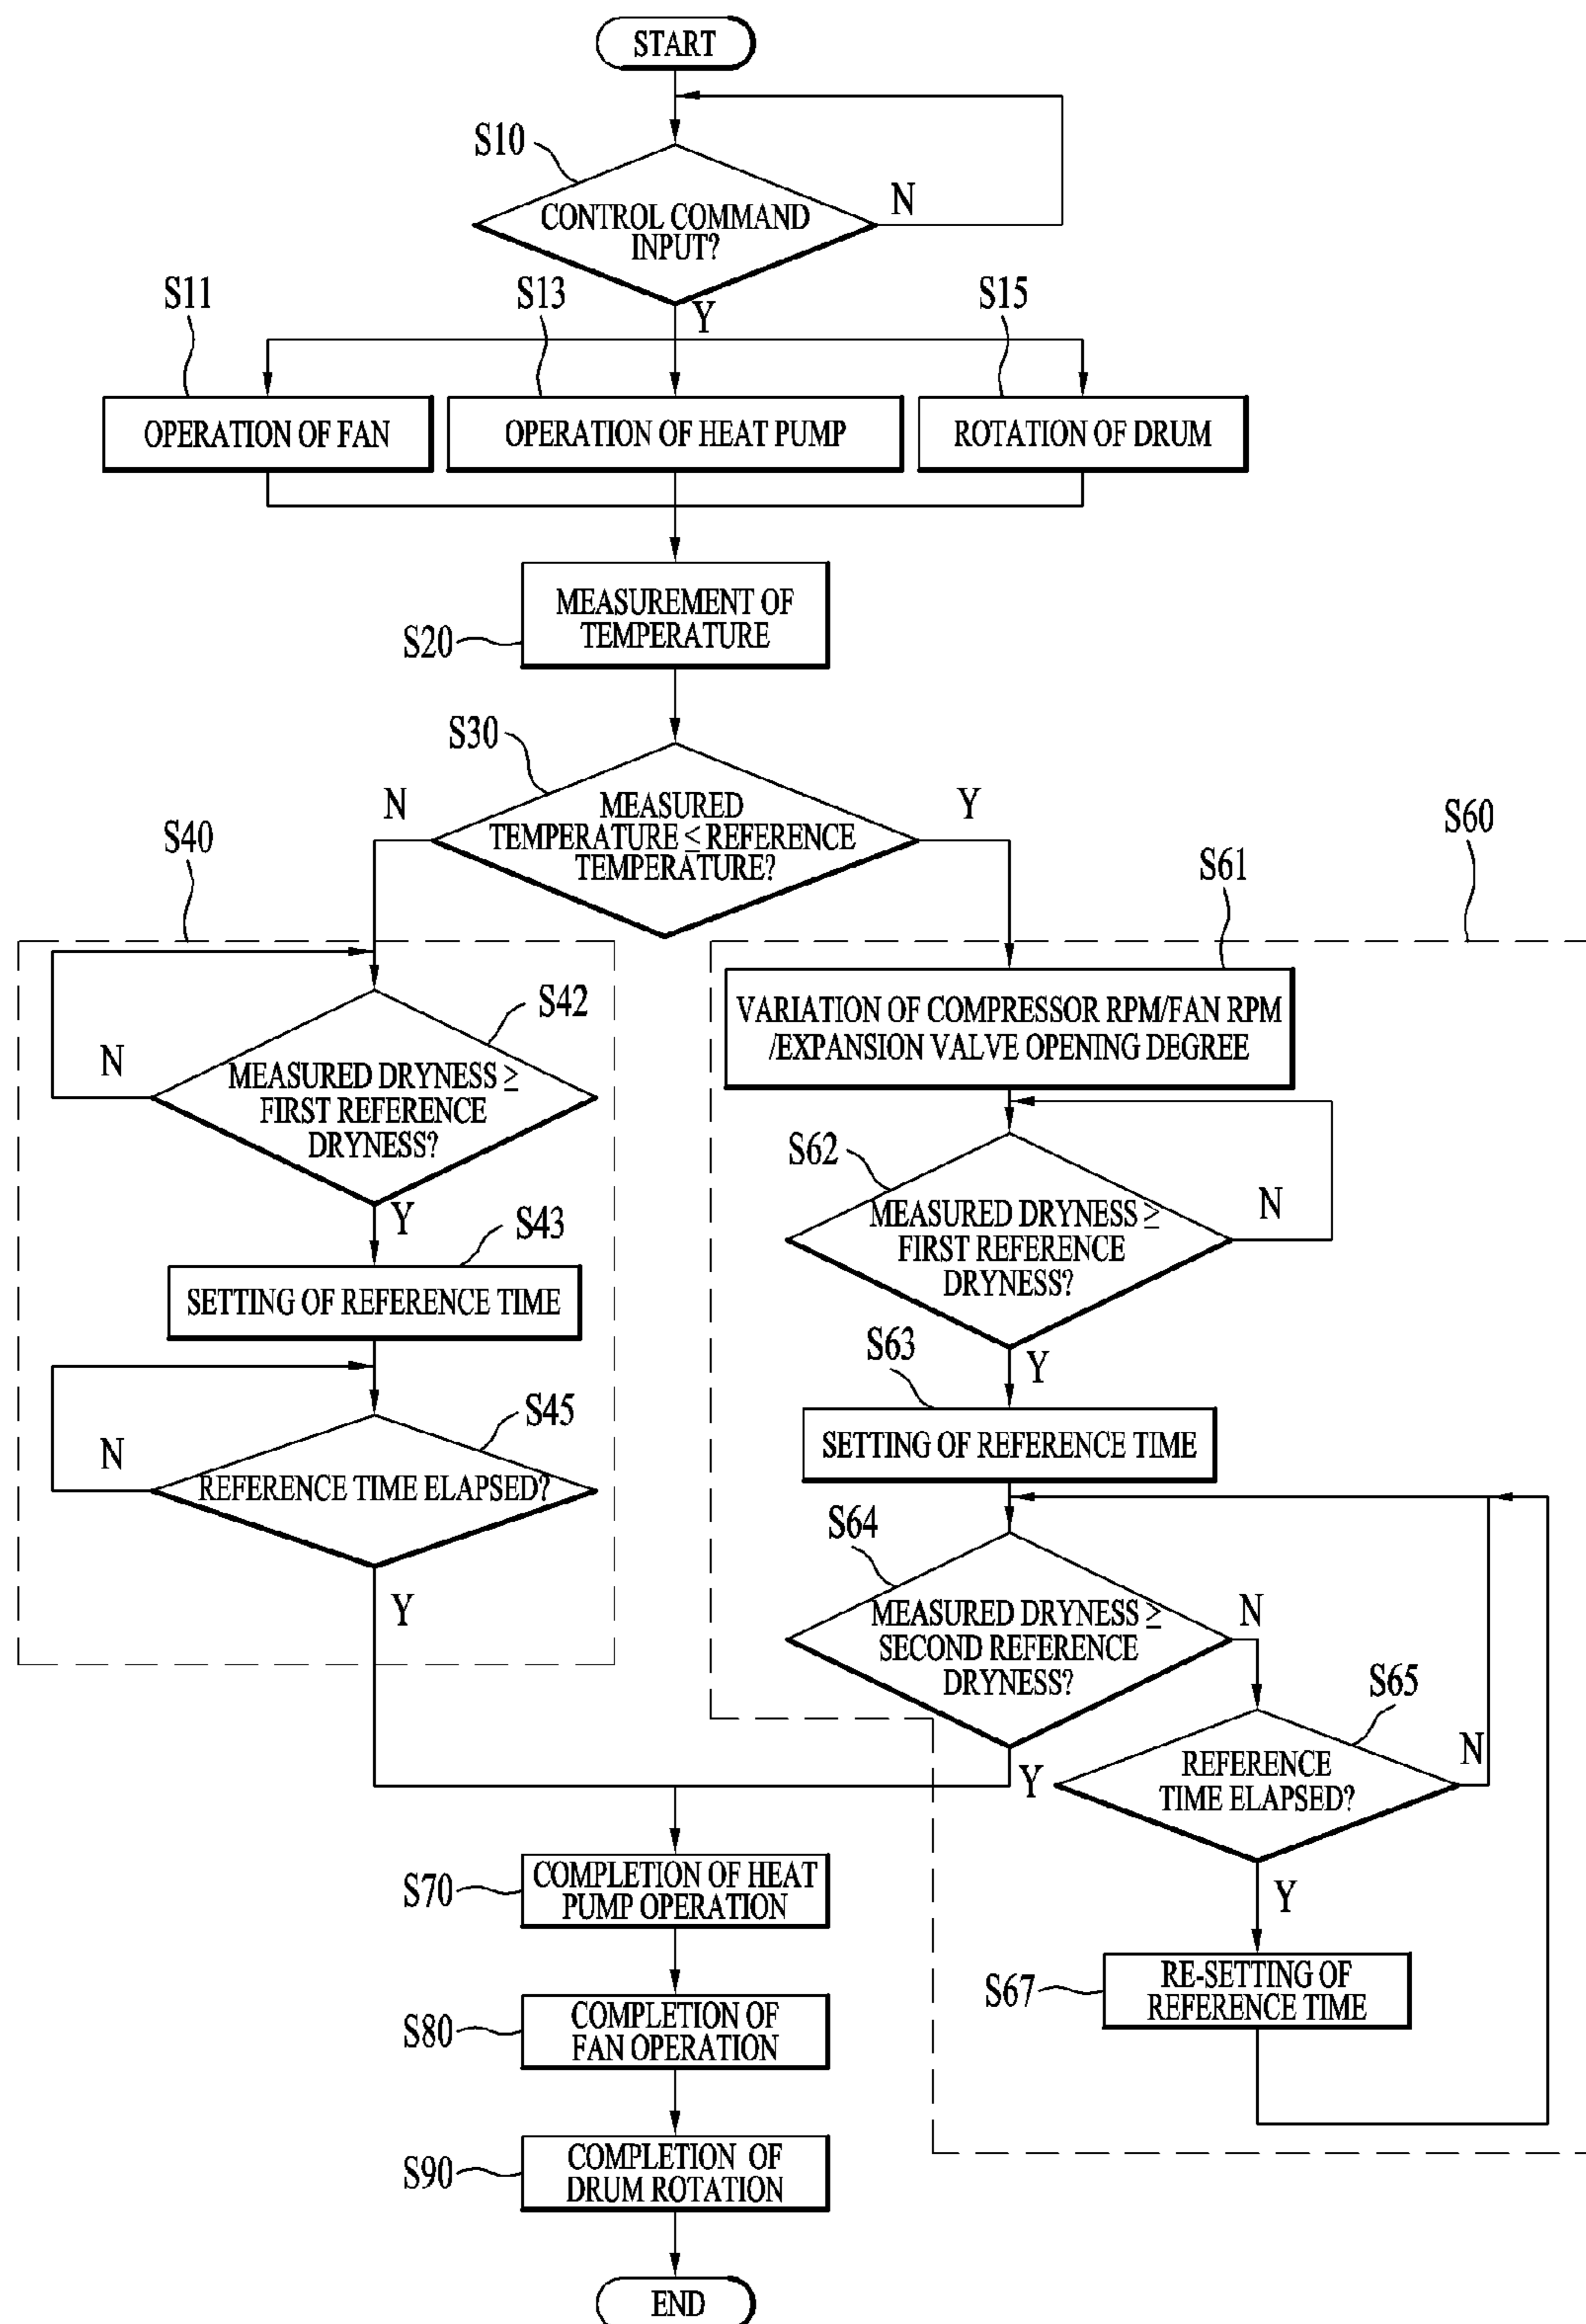 START
S10
CONTROL COMMAND
INPUT?
N
Y
S11
S13
S15
OPERATION OF FAN
OPERATION OF HEAT PUMP
ROTATION OF DRUM
S20
MEASUREMENT OF
TEMPERATURE
S30
N
MEASURED
TEMPERATURE ≤ REFERENCE
TEMPERATURE?
Y
S40
S42
N
MEASURED DRYNESS ≥
FIRST REFERENCE
DRYNESS?
Y
S43
SETTING OF REFERENCE TIME
S45
N
REFERENCE TIME ELAPSED?
Y
S60
S61
VARIATION OF COMPRESSOR RPM/FAN RPM
/EXPANSION VALVE OPENING DEGREE
S62
MEASURED DRYNESS ≥
FIRST REFERENCE
DRYNESS?
N
Y
S63
SETTING OF REFERENCE TIME
S64
MEASURED DRYNESS ≥
SECOND REFERENCE
DRYNESS?
N
Y
S65
REFERENCE
TIME ELAPSED?
N
Y
S67
RE-SETTING OF
REFERENCE TIME
S70
COMPLETION OF HEAT
PUMP OPERATION
S80
COMPLETION OF
FAN OPERATION
S90
COMPLETION OF
DRUM ROTATION
END